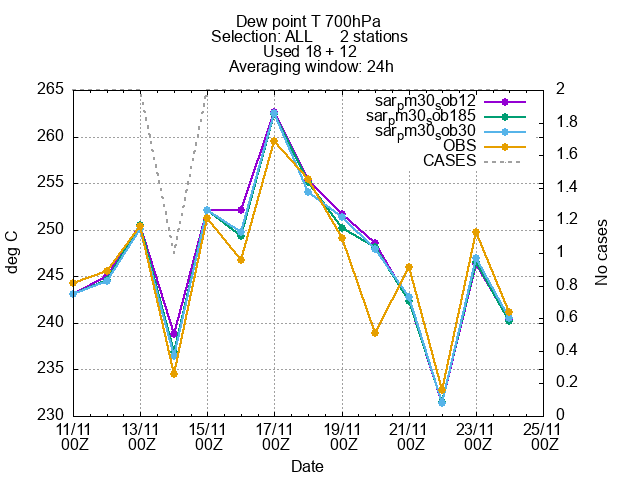 Dew point T 700hPa
Selection: ALL      2 stations
Used 18 + 12
Averaging window: 24h
265 260 255 250 245 240 235 230
deg C
2 1.8 1.6 1.4 1.2 1 0.8 0.6 0.4 0.2 0
No cases
sarpm30sob12
sarpm30sob185
sarpm30sob30
OBS
CASES
11/11 13/11 15/11 17/11 19/11 21/11 23/11 25/11
00Z 00Z 00Z 00Z 00Z 00Z 00Z 00Z
Date